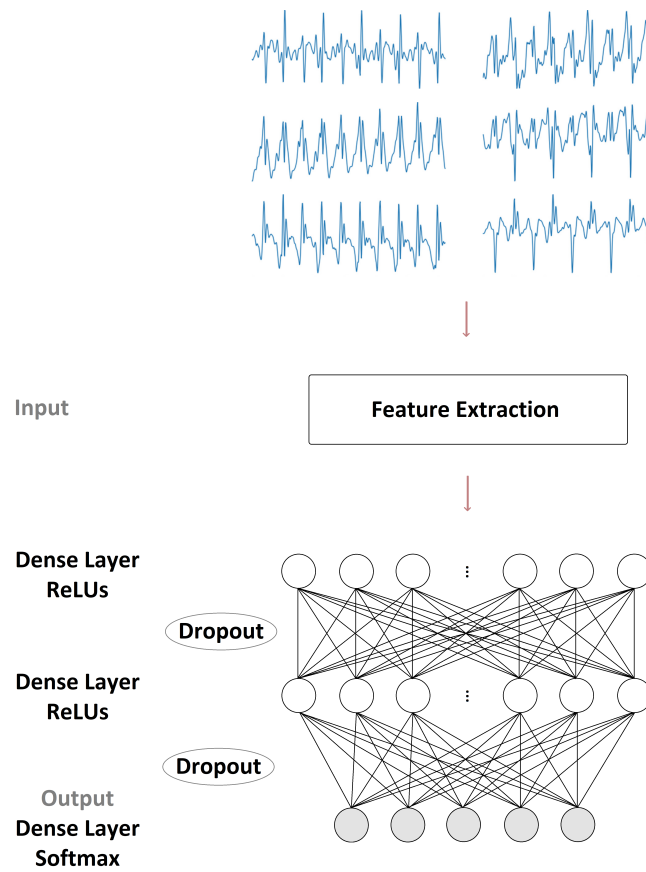 Input
Feature Extraction
Dense Layer
ReLUs
Dropout
Dense Layer
ReLUs
Dropout
Output
Dense Layer
Softmax